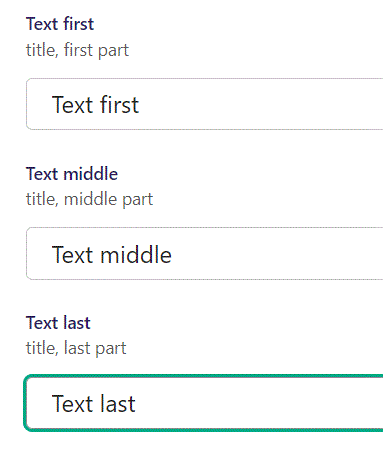 Text first
title, first part
Text first
Text middle
title, middle part
Text middle
Text last
title, last part
Text last